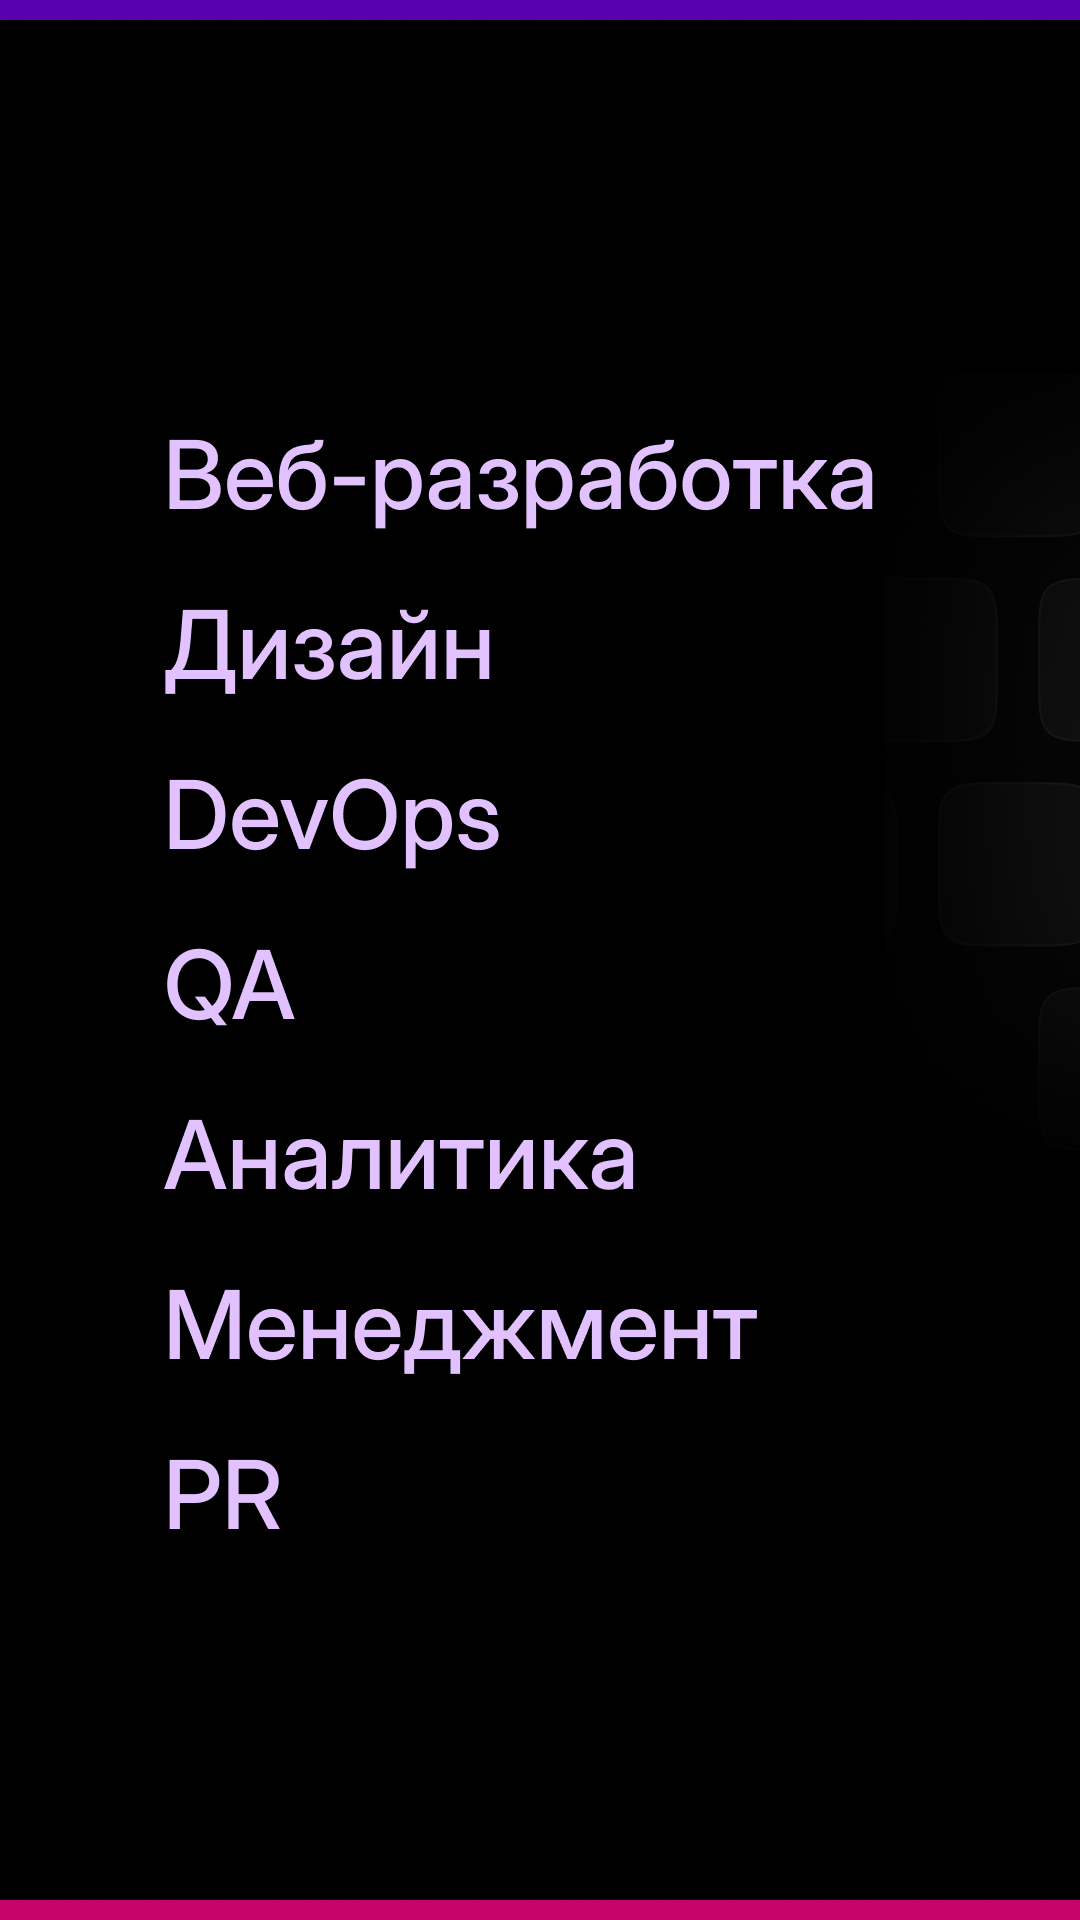 Веб-разработка
Дизайн
DevOps
QA
Аналитика
Менеджмент
PR